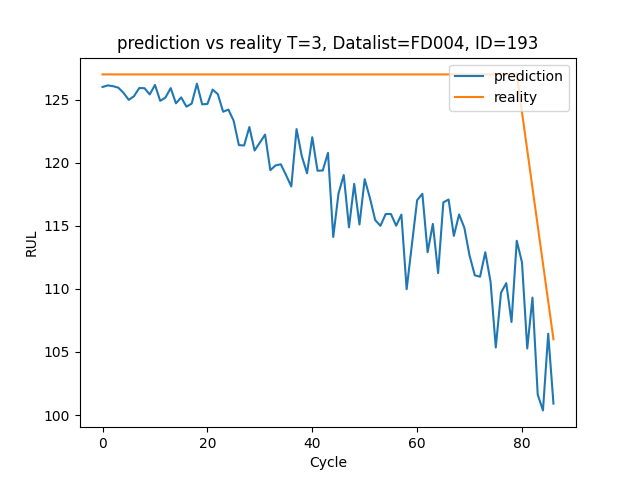 prediction vs reality T=3, Datalist=FD004, ID=193
prediction
reality
RUL
125
120
115
110
105
100
0 20 40 60 80
Cycle